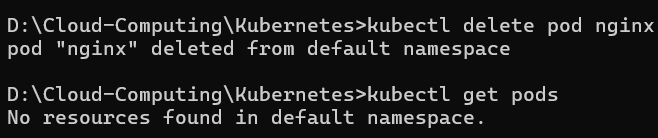 D:\Cloud-Computing\Kubernetes>kubectl delete pod nginx
pod "nginx" deleted from default namespace
D:\Cloud-Computing\Kubernetes>kubectl get pods
No resources found in default namespace.